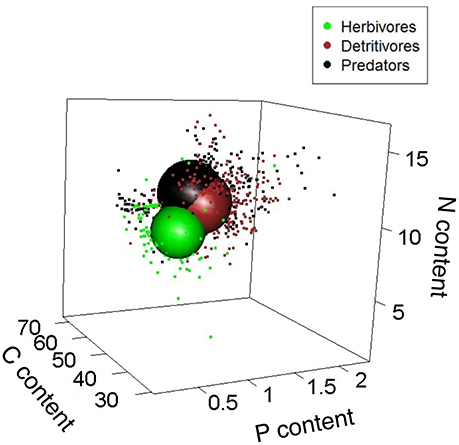 Herbivores
Detritivores
Predators
15
10
5
N content
70
60
50
40
30
C content
0.5
1
1.5
2
P content